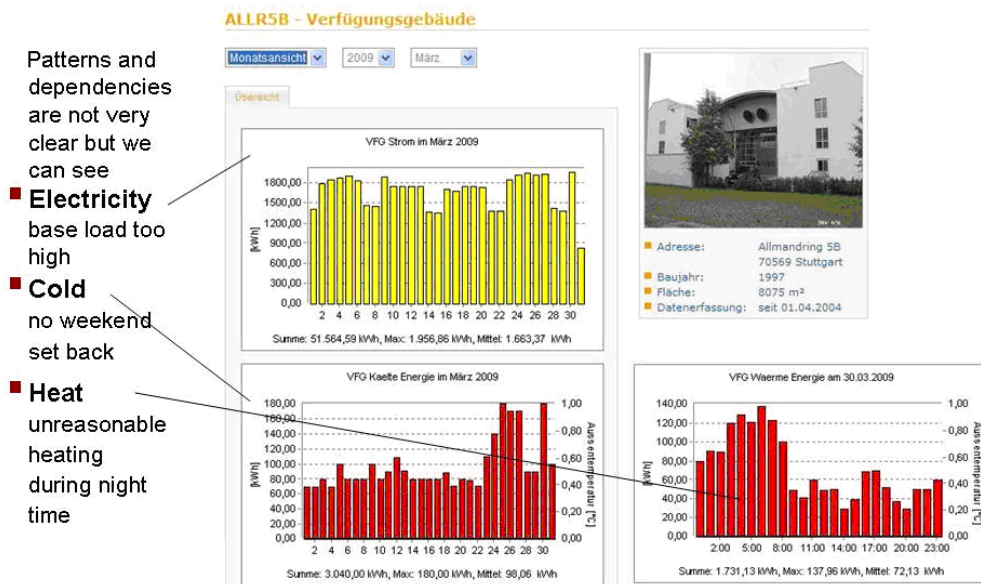 ALLR5B - Verfügungsgebäude
Patterns and
dependencies
are not very
clear but we
can see
Electricity
base load too
high
Cold
no weekend
set back
Heat
unreasonable
heating
during night
time
Monatsansicht
2009
März
Übersicht
VFG Strom im März 2009
[kWh]
1800,00
1500,00
1200,00
900,00
600,00
300,00
0,00
2 4 6 8 10 12 14 16 18 20 22 24 26 28 30
Summe: 51.564,59 kWh, Max: 1.956,86 kWh, Mittel: 1.663,37 kWh
Adresse: Allmandring 5B
70569 Stuttgart
Baujahr: 1997
Fläche: 8075 m²
Datenerfassung: seit 01.04.2004
VFG Kaelte Energie im März 2009
[kWh]
180,00
160,00
140,00
120,00
100,00
80,00
60,00
40,00
20,00
0,00
1,00
0,80
0,60
0,40
0,20
0,00
Aussentemperatur [°C]
2 4 6 8 10 12 14 16 18 20 22 24 26 28 30
Summe: 3.040,00 kWh, Max: 180,00 kWh, Mittel: 98,06 kWh
VFG Waerme Energie am 30.03.2009
[kWh]
140,00
120,00
100,00
80,00
60,00
40,00
20,00
0,00
1,00
0,80
0,60
0,40
0,20
0,00
Aussentemperatur [°C]
2:00 5:00 8:00 11:00 14:00 17:00 20:00 23:00
Summe: 1.731,13 kWh, Max: 137,96 kWh, Mittel: 72,13 kWh